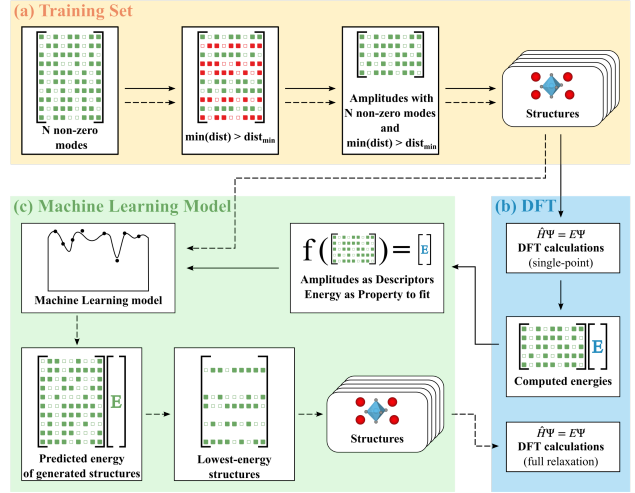 (a) Training Set
N non-zero
modes
min(dist) > dist_min
Amplitudes with
N non-zero modes
and
min(dist) > dist_min
Structures
(c) Machine Learning Model
(b) DFT
Machine Learning model
f( ) = E
Amplitudes as Descriptors
Energy as Property to fit
ĤΨ = EΨ
DFT calculations
(single-point)
E
Computed energies
E
Predicted energy
of generated structures
Lowest-energy
structures
Structures
ĤΨ = EΨ
DFT calculations
(full relaxation)